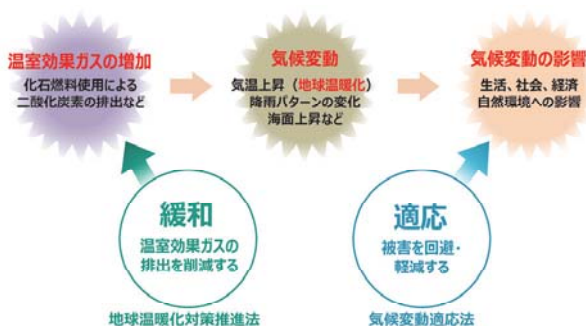 温室効果ガスの増加
化石燃料使用による
二酸化炭素の排出など
気候変動
気温上昇(地球温暖化)
降雨パターンの変化
海面上昇など
気候変動の影響
生活、社会、経済
自然環境への影響
緩和
温室効果ガスの
排出を削減する
地球温暖化対策推進法
適応
被害を回避・
軽減する
気候変動適応法